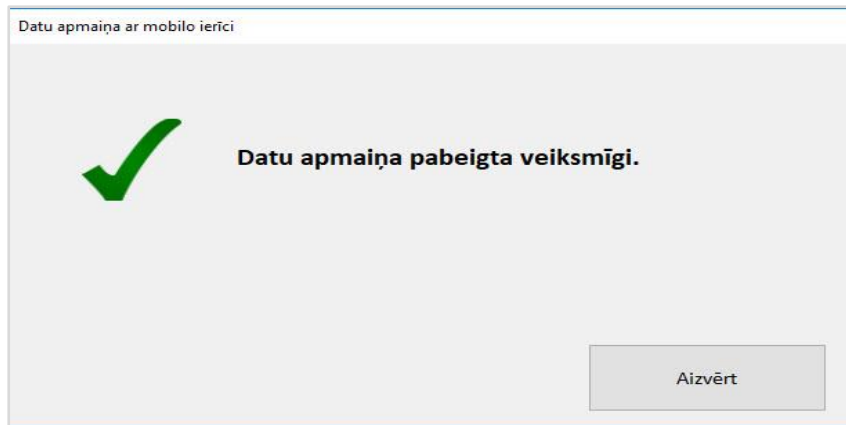 Datu apmaiņa ar mobilo ierīci
Datu apmaiņa pabeigta veiksmīgi.
Aizvērt